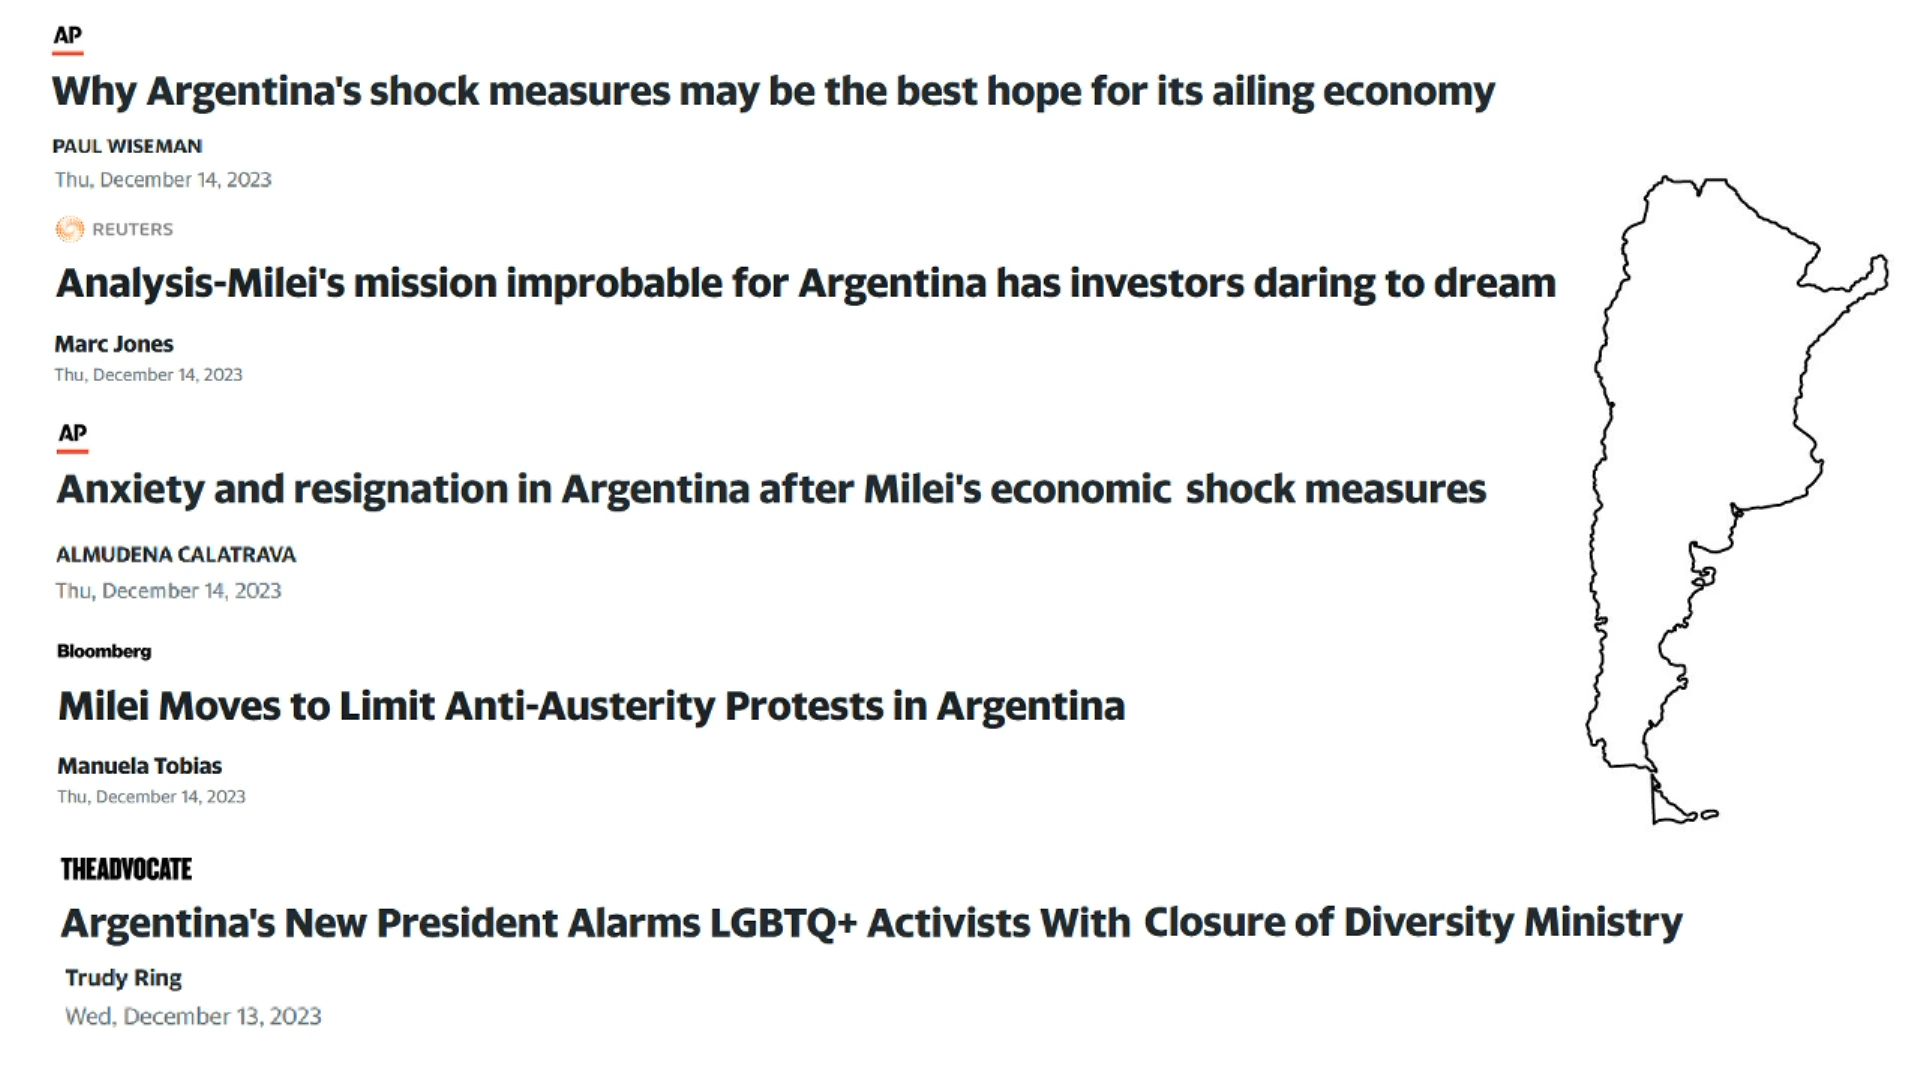 AP
Why Argentina's shock measures may be the best hope for its ailing economy
PAUL WISEMAN
Thu, December 14, 2023
REUTERS
Analysis-Milei's mission improbable for Argentina has investors daring to dream
Marc Jones
Thu, December 14, 2023
AP
Anxiety and resignation in Argentina after Milei's economic shock measures
ALMUDENA CALATRAVA
Thu, December 14, 2023
Bloomberg
Milei Moves to Limit Anti-Austerity Protests in Argentina
Manuela Tobias
Thu, December 14, 2023
THEADVOCATE
Argentina's New President Alarms LGBTQ+ Activists With Closure of Diversity Ministry
Trudy Ring
Wed, December 13, 2023